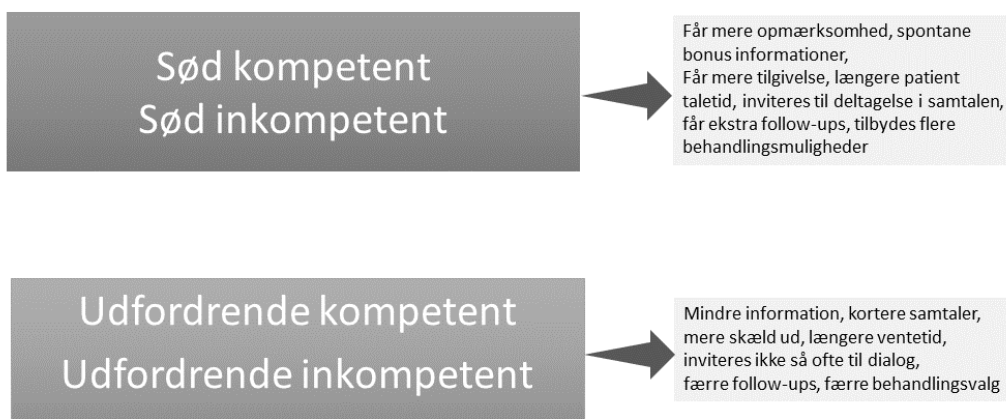 Sød kompetent
Sød inkompetent
Får mere opmærksomhed, spontane
bonus informationer,
Får mere tilgivelse, længere patient
taletid, inviteres til deltagelse i samtalen,
får ekstra follow-ups, tilbydes flere
behandlingsmuligheder
Udfordrende kompetent
Udfordrende inkompetent
Mindre information, kortere samtaler,
mere skæld ud, længere ventetid,
inviteres ikke så ofte til dialog,
færre follow-ups, færre behandlingsvalg